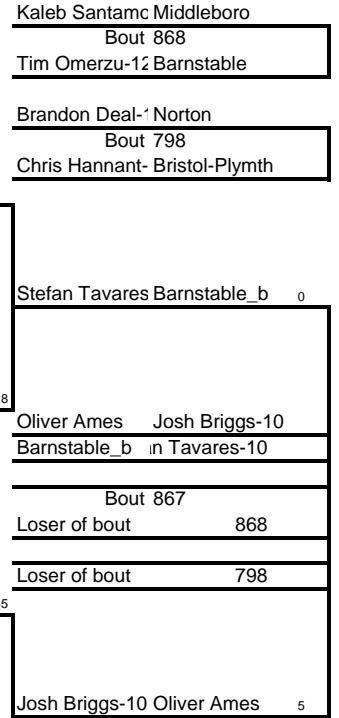 Kaleb Santamc Middleboro
Bout 868
Tim Omerzu-12 Barnstable
Brandon Deal-1 Norton
Bout 798
Chris Hannant- Bristol-Plymth
Stefan Tavares Barnstable_b 0
8
Oliver Ames Josh Briggs-10
Barnstable_b n Tavares-10
Bout 867
Loser of bout 868
Loser of bout 798
5
Josh Briggs-10 Oliver Ames 5